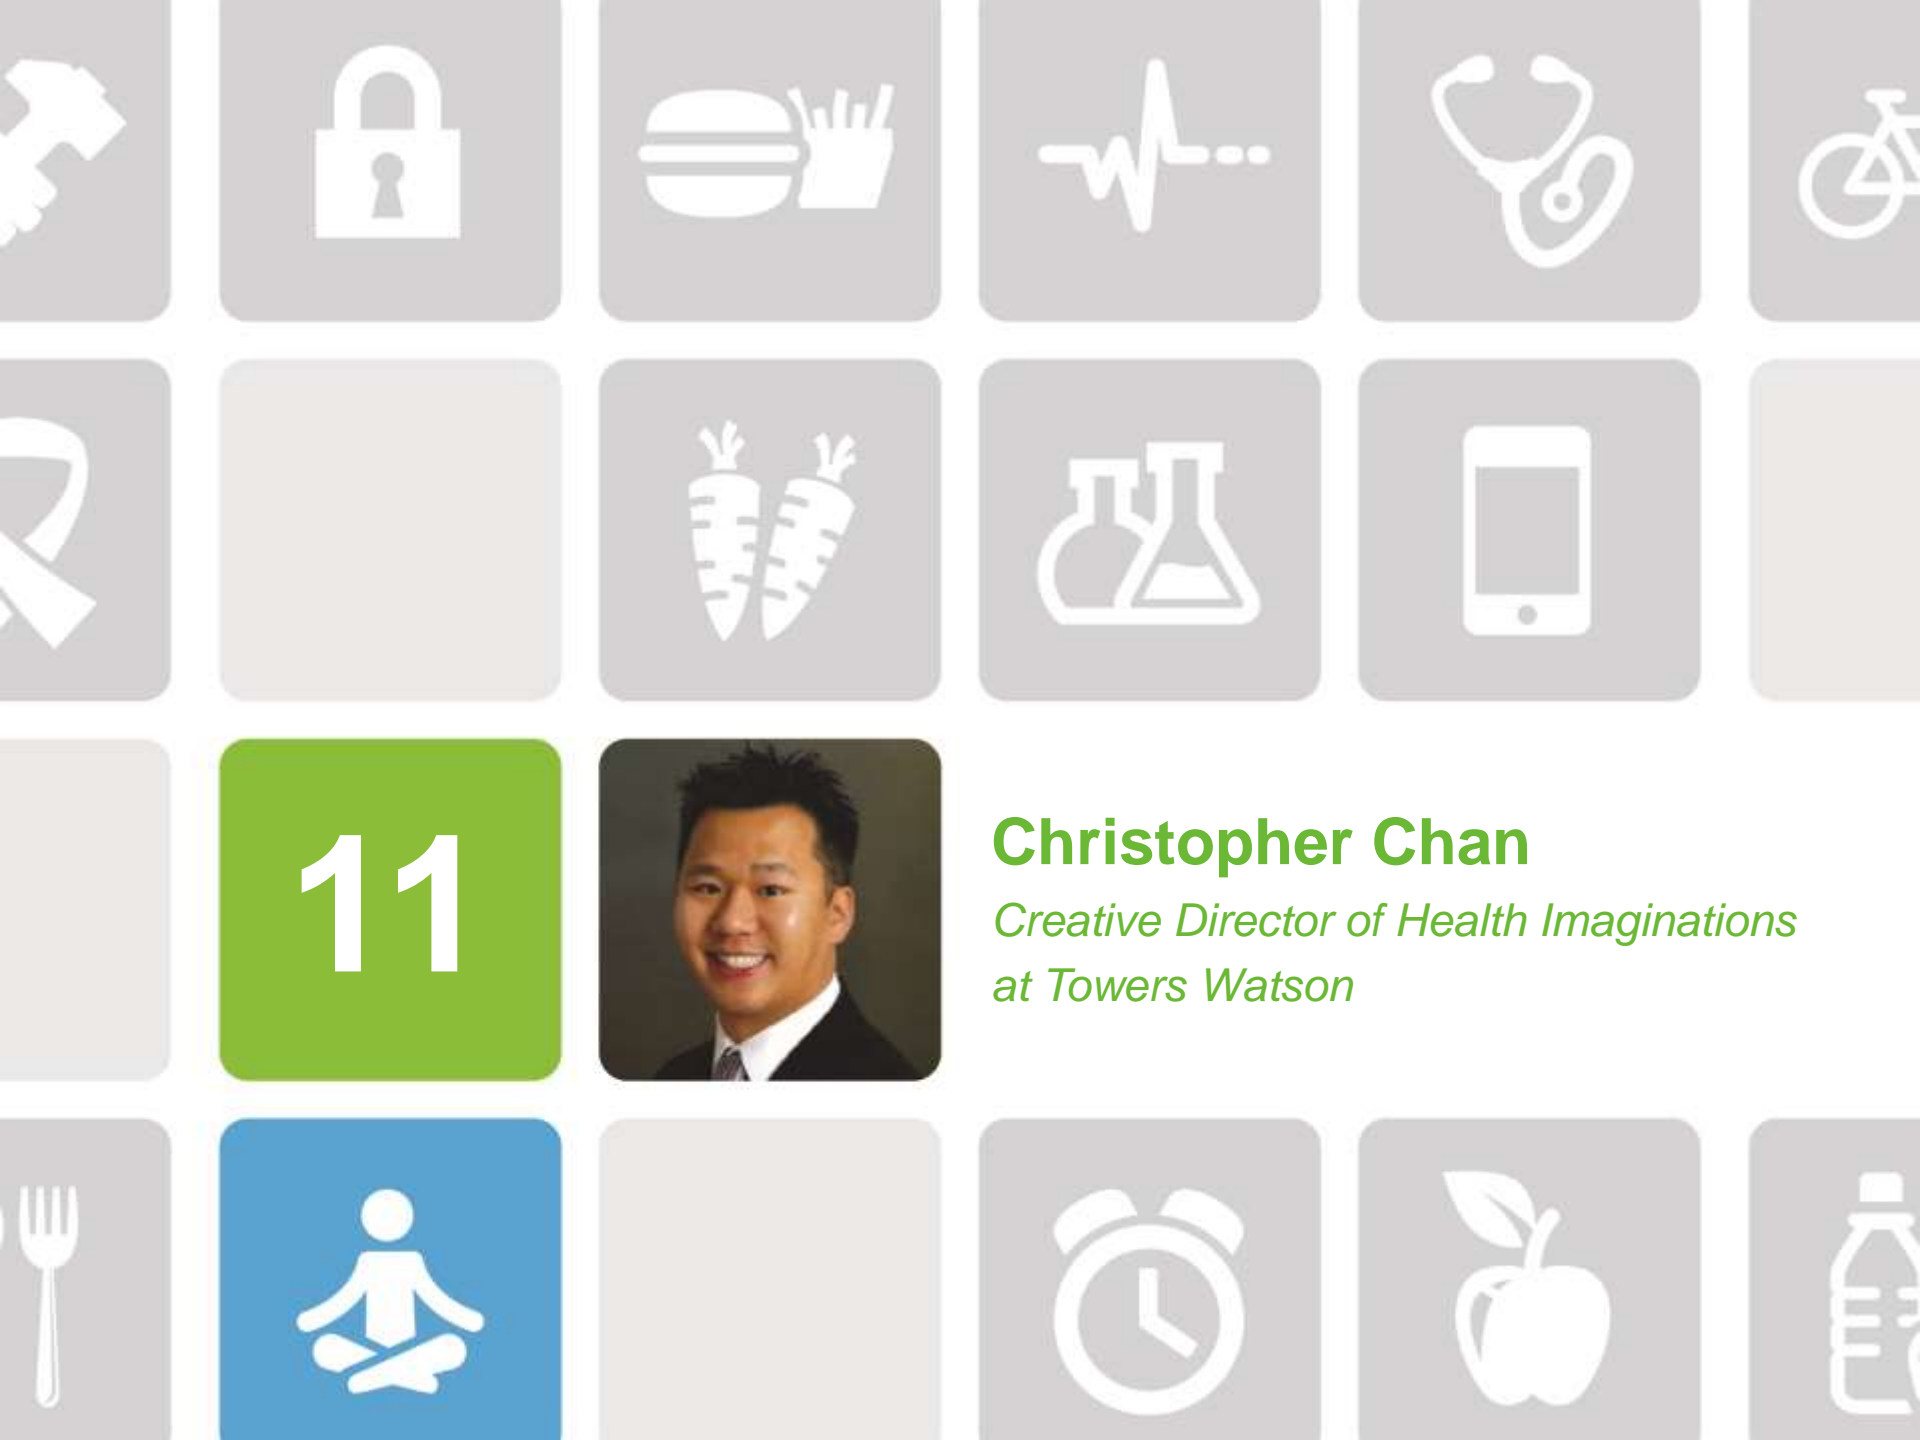 11
Christopher Chan
Creative Director of Health Imaginations
at Towers Watson